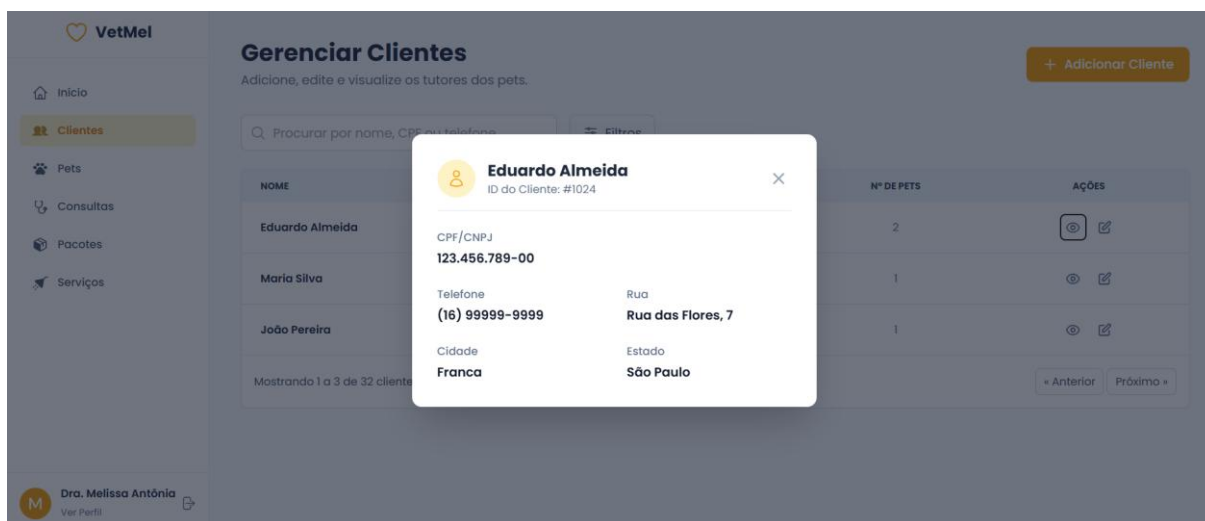 VetMel
Início
Clientes
Pets
Consultas
Pacotes
Serviços
Dra. Melissa Antônia
Ver Perfil
M
Gerenciar Clientes
Adicione, edite e visualize os tutores dos pets.
+ Adicionar Cliente
Procurar por nome, CPF ou telefone
Filtros
NOME
Nº DE PETS
AÇÕES
Eduardo Almeida
2
Maria Silva
1
João Pereira
1
Mostrando 1 a 3 de 32 cliente
« Anterior
Próximo »
Eduardo Almeida
ID do Cliente: #1024
CPF/CNPJ
123.456.789-00
Telefone
(16) 99999-9999
Rua
Rua das Flores, 7
Cidade
Franca
Estado
São Paulo